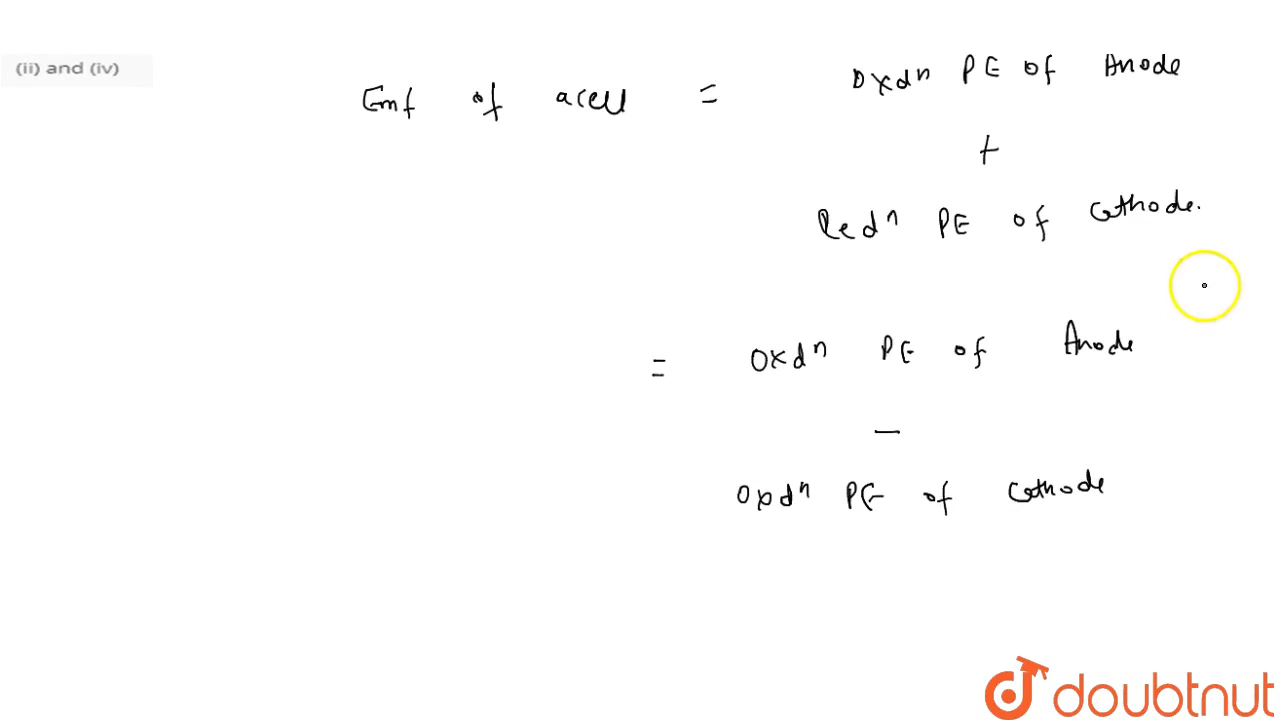 (ii) and (iv)
Emf of a cell = Oxdⁿ PE of Anode
+
Redⁿ PE of Cathode.
= Oxdⁿ PE of Anode
—
Oxdⁿ PE of Cathode
doubtnut